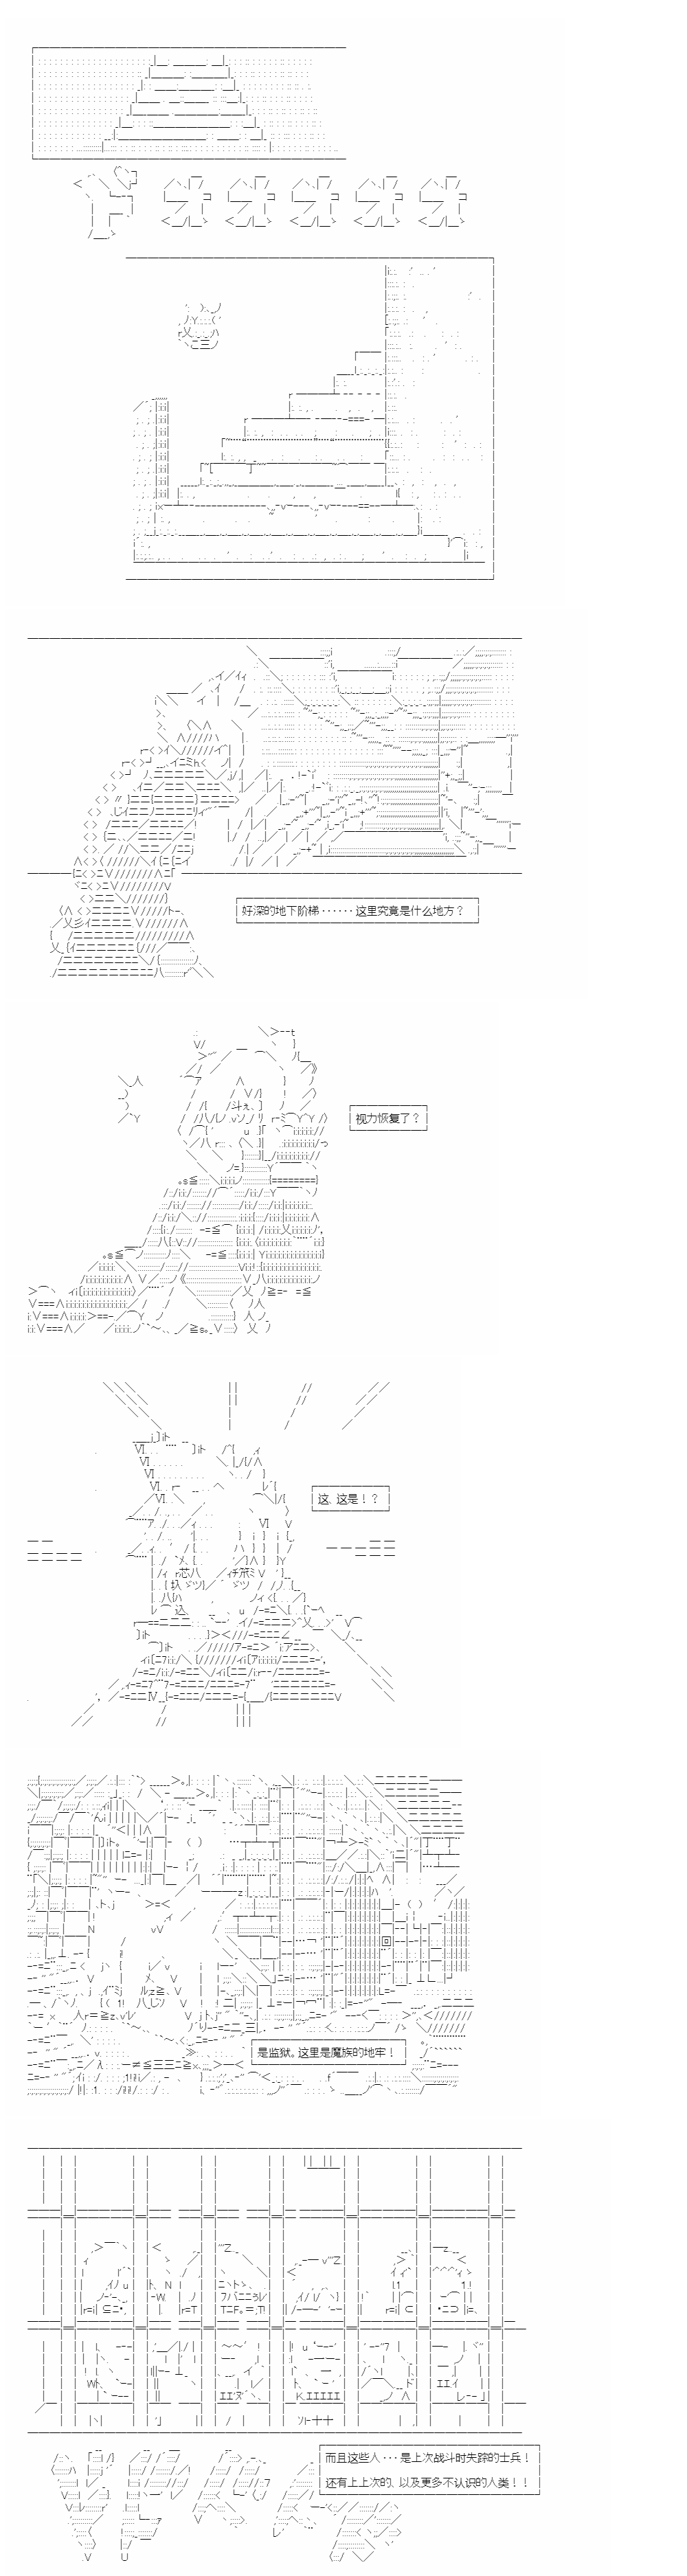 好深的地下阶梯······这里究竟是什么地方？
视力恢复了？
这、这是！？
是监狱。这里是魔族的地牢！
而且这些人···是上次战斗时失踪的士兵！
还有上上次的、以及更多不认识的人类！！